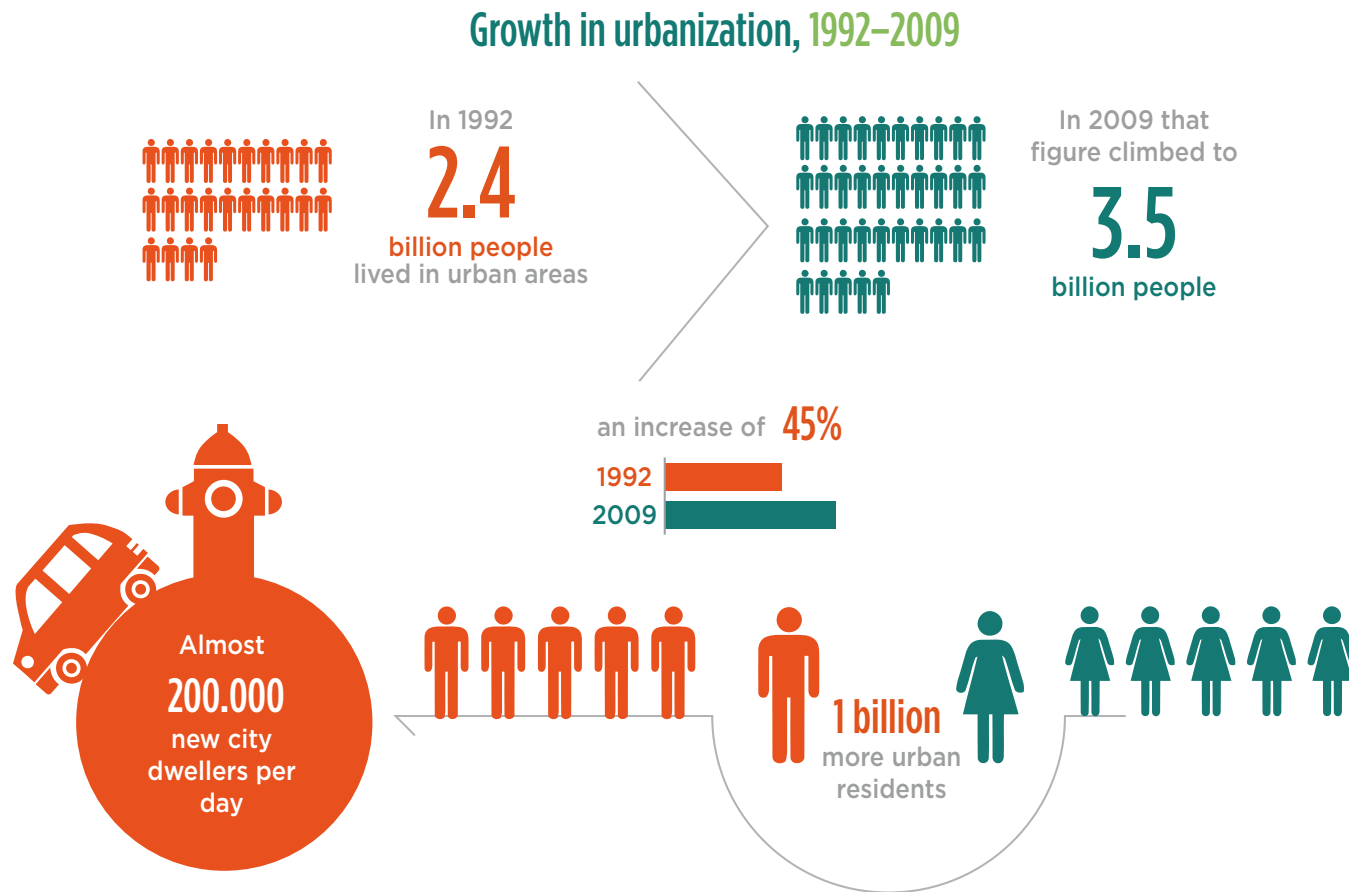 Growth in urbanization, 1992–2009
In 1992
2.4
billion people
lived in urban areas
In 2009 that
figure climbed to
3.5
billion people
an increase of 45%
1992
2009
Almost
200.000
new city
dwellers per
day
1 billion
more urban
residents